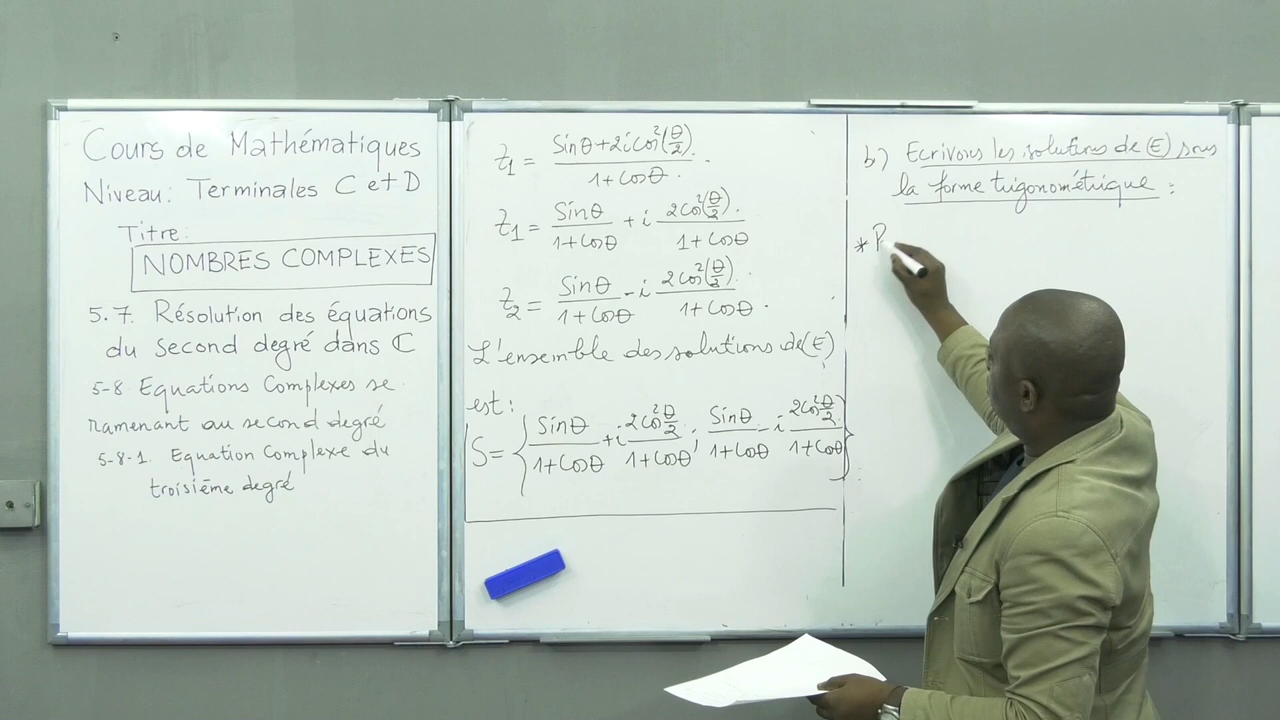 Cours de Mathématiques
Niveau: Terminales C et D
Titre:
NOMBRES COMPLEXES
5.7. Résolution des équations
du second degré dans ℂ
5-8 Equations Complexes se
ramenant au second degré
5-8-1. Equation Complexe du
troisième degré
z₁ = (Sinθ + 2i cos²(θ/2)) / (1+cosθ).
z₁ = Sinθ / (1+cosθ) + i 2cos²(θ/2) / (1+cosθ).
z₂ = Sinθ / (1+cosθ) - i 2cos²(θ/2) / (1+cosθ).
L'ensemble des solutions de (E)
est:
S = { Sinθ / (1+cosθ) + i 2cos²θ/2 / (1+cosθ) ; Sinθ / (1+cosθ) - i 2cos²θ/2 / (1+cosθ) }
b) Ecrivons les solutions de (E) sous
la forme trigonométrique :
* P